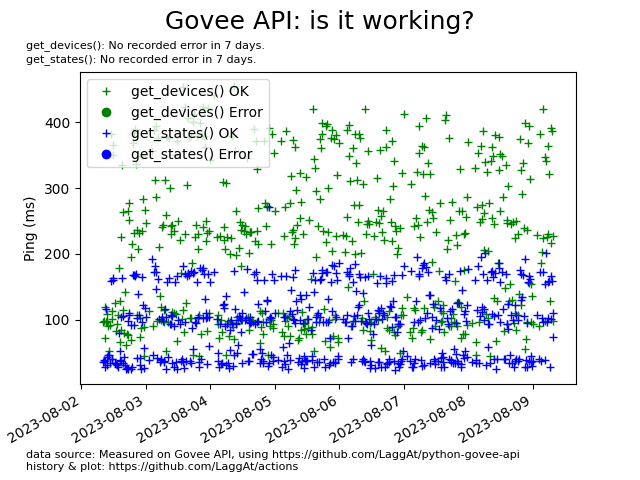 Govee API: is it working?
get_devices(): No recorded error in 7 days.
get_states(): No recorded error in 7 days.
get_devices() OK
get_devices() Error
get_states() OK
get_states() Error
Ping (ms)
400
300
200
100
2023-08-02
2023-08-03
2023-08-04
2023-08-05
2023-08-06
2023-08-07
2023-08-08
2023-08-09
data source: Measured on Govee API, using https://github.com/LaggAt/python-govee-api
history & plot: https://github.com/LaggAt/actions